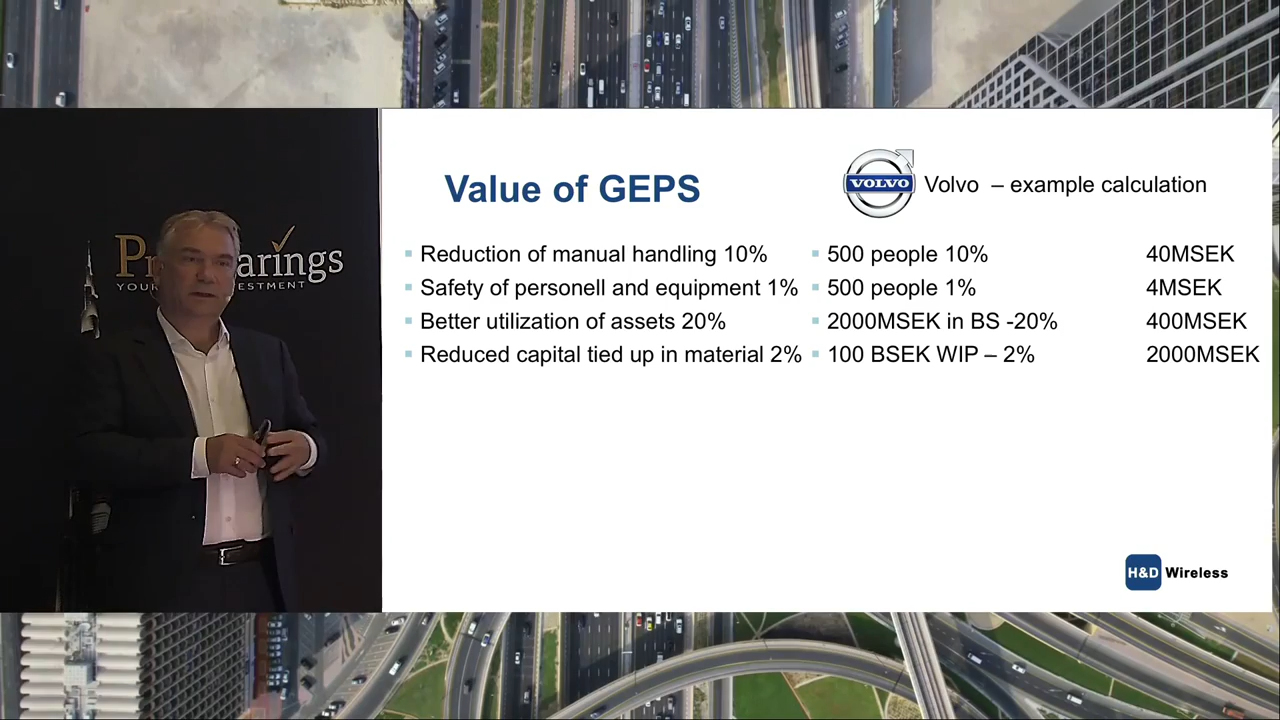 Value of GEPS
VOLVO
Volvo – example calculation
Reduction of manual handling 10%
500 people 10%
40MSEK
Safety of personell and equipment 1%
500 people 1%
4MSEK
Better utilization of assets 20%
2000MSEK in BS -20%
400MSEK
Reduced capital tied up in material 2%
100 BSEK WIP – 2%
2000MSEK
H&D Wireless
arings
YOUR